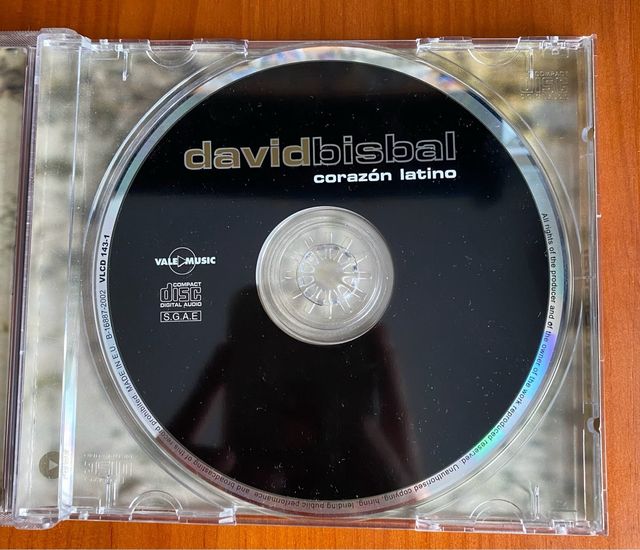 davidbisbal
corazón latino
VALE MUSIC
COMPACT
disc
DIGITAL AUDIO
S.G.A.E
All rights of the producer and of the owner of the work reproduced reserved. Unauthorised copying, hiring, lending public performance and broadcasting of this record prohibited MADE IN E.U. B-16887-2002 VLCD 143-1
COMPACT
disc